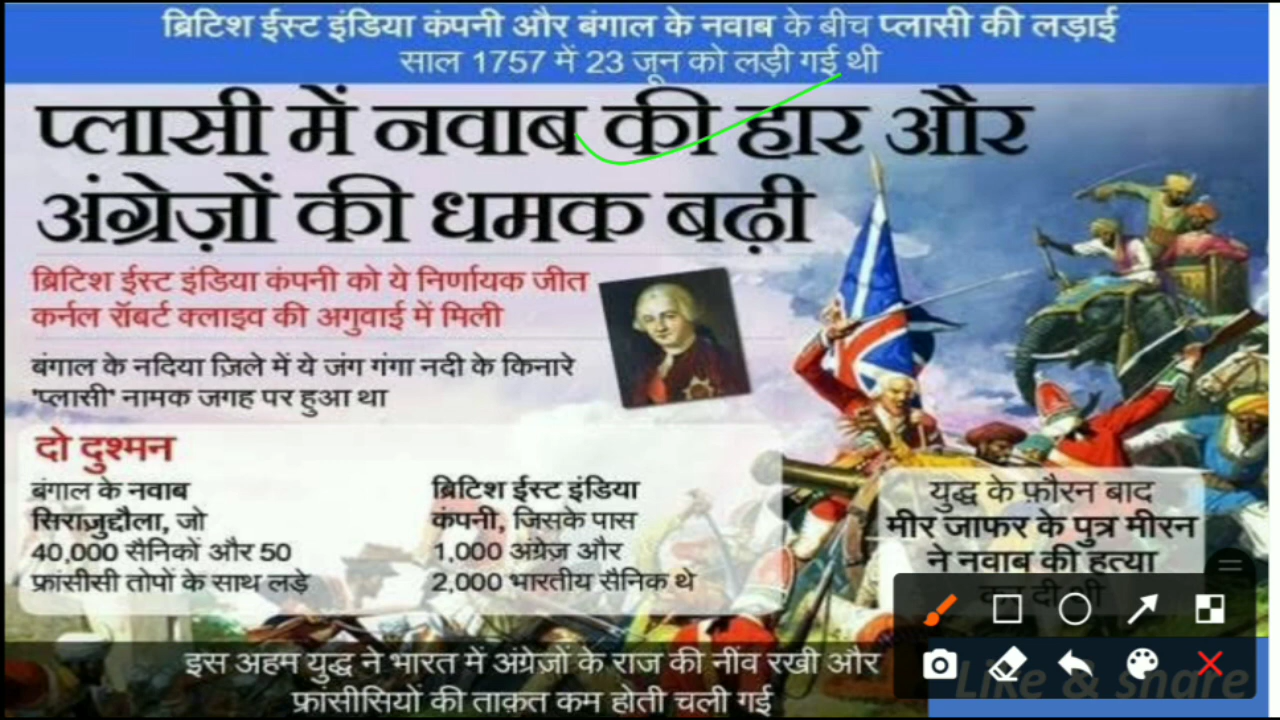 ब्रिटिश ईस्ट इंडिया कंपनी और बंगाल के नवाब के बीच प्लासी की लड़ाई
साल 1757 में 23 जून को लड़ी गई थी
प्लासी में नवाब की हार और
अंग्रेज़ों की धमक बढ़ी
ब्रिटिश ईस्ट इंडिया कंपनी को ये निर्णायक जीत
कर्नल रॉबर्ट क्लाइव की अगुवाई में मिली
बंगाल के नदिया ज़िले में ये जंग गंगा नदी के किनारे
'प्लासी' नामक जगह पर हुआ था
दो दुश्मन
बंगाल के नवाब
सिराजुद्दौला, जो
40,000 सैनिकों और 50
फ्रांसीसी तोपों के साथ लड़े
ब्रिटिश ईस्ट इंडिया
कंपनी, जिसके पास
1,000 अंग्रेज़ और
2,000 भारतीय सैनिक थे
युद्ध के फ़ौरन बाद
मीर जाफर के पुत्र मीरन
ने नवाब की हत्या
कर दी थी
इस अहम युद्ध ने भारत में अंग्रेज़ों के राज की नींव रखी और
फ्रांसीसियों की ताक़त कम होती चली गई
Like & share